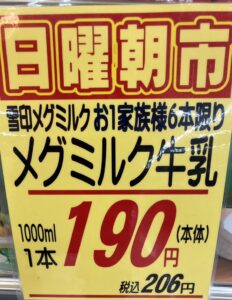 日曜朝市
雪印メグミルク お1家族様6本限り
メグミルク牛乳
1000ml 190円 (本体)
1本
税込206円